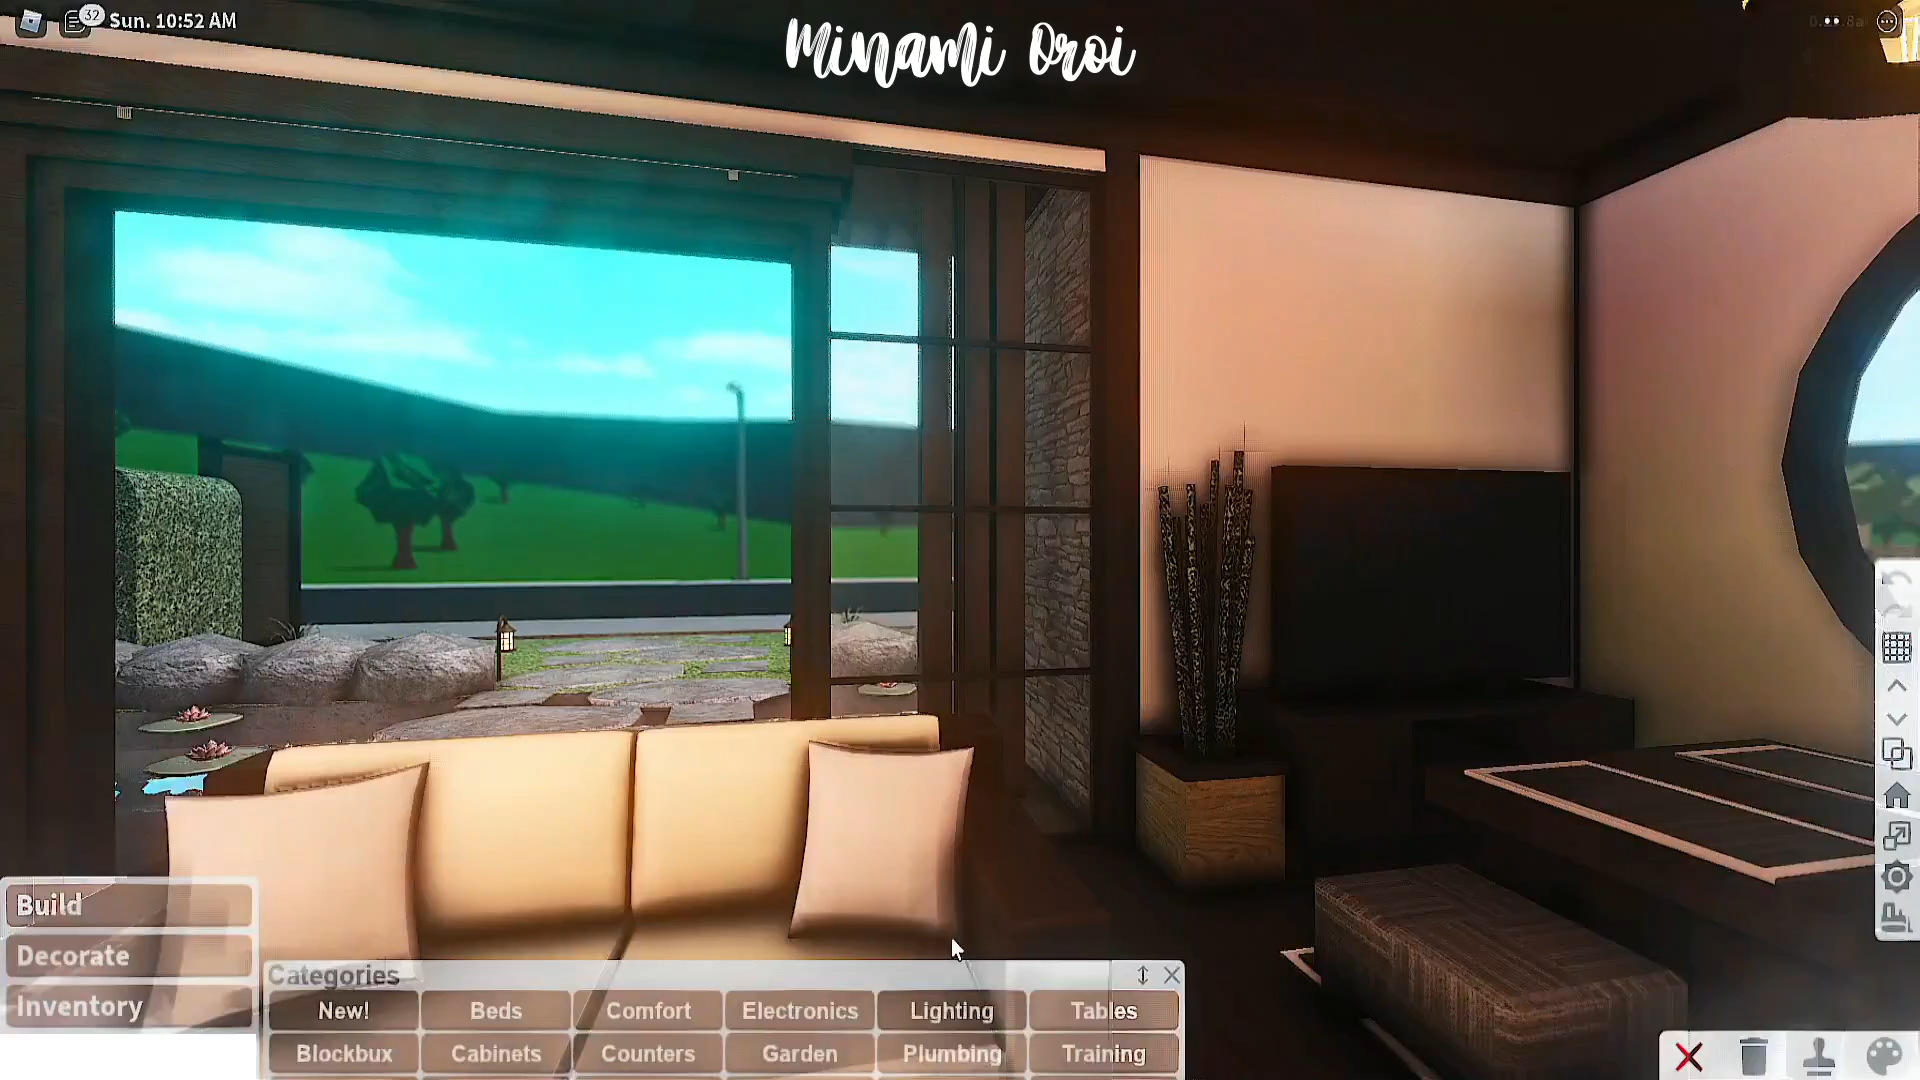 32
Sun. 10:52 AM
Minami Oroi
Build
Decorate
Inventory
Categories
New!
Beds
Comfort
Electronics
Lighting
Tables
Blockbux
Cabinets
Counters
Garden
Plumbing
Training